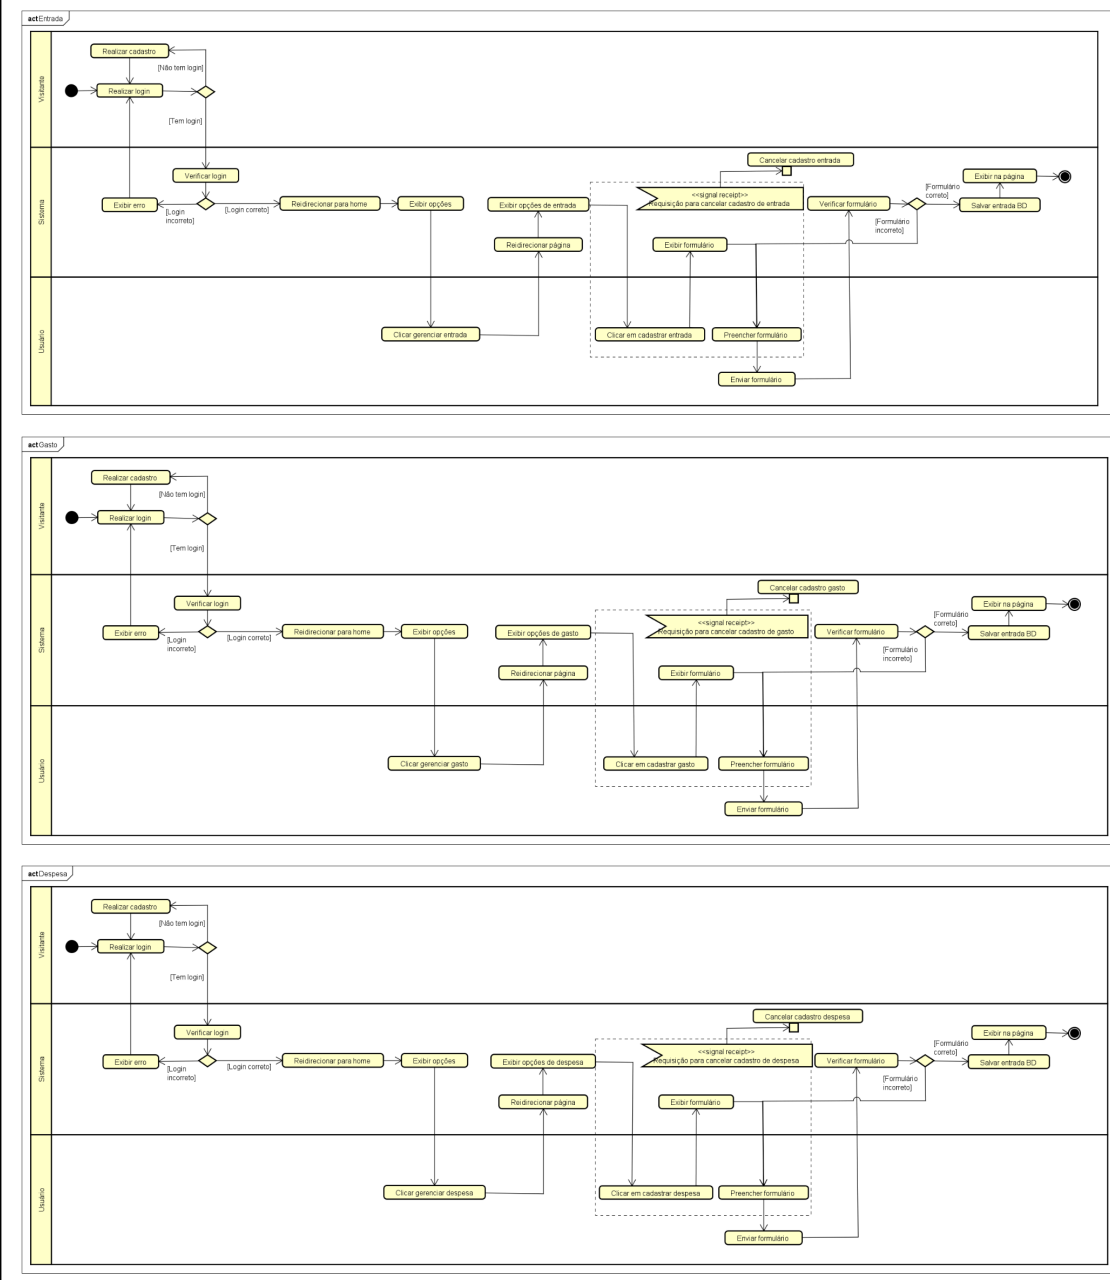 act Entrada
Visitante
Realizar cadastro
[Não tem login]
Realizar login
[Tem login]
Sistema
Cancelar cadastro entrada
Verificar login
Exibir na página
[Formulário
correto]
<<signal receipt>>
Requisição para cancelar cadastro de entrada
Exibir erro
[Login
incorreto]
[Login correto]
Reidirecionar para home
Exibir opções
Exibir opções de entrada
Verificar formulário
Salvar entrada BD
[Formulário
incorreto]
Reidirecionar página
Exibir formulário
Usuário
Clicar gerenciar entrada
Clicar em cadastrar entrada
Preencher formulário
Enviar formulário
act Gasto
Visitante
Realizar cadastro
[Não tem login]
Realizar login
[Tem login]
Sistema
Cancelar cadastro gasto
Verificar login
Exibir na página
[Formulário
correto]
<<signal receipt>>
Requisição para cancelar cadastro de gasto
Exibir erro
[Login
incorreto]
[Login correto]
Reidirecionar para home
Exibir opções
Exibir opções de gasto
Verificar formulário
Salvar entrada BD
[Formulário
incorreto]
Reidirecionar página
Exibir formulário
Usuário
Clicar gerenciar gasto
Clicar em cadastrar gasto
Preencher formulário
Enviar formulário
act Despesa
Visitante
Realizar cadastro
[Não tem login]
Realizar login
[Tem login]
Sistema
Cancelar cadastro despesa
Verificar login
Exibir na página
[Formulário
correto]
<<signal receipt>>
Requisição para cancelar cadastro de despesa
Exibir erro
[Login
incorreto]
[Login correto]
Reidirecionar para home
Exibir opções
Exibir opções de despesa
Verificar formulário
Salvar entrada BD
[Formulário
incorreto]
Reidirecionar página
Exibir formulário
Usuário
Clicar gerenciar despesa
Clicar em cadastrar despesa
Preencher formulário
Enviar formulário